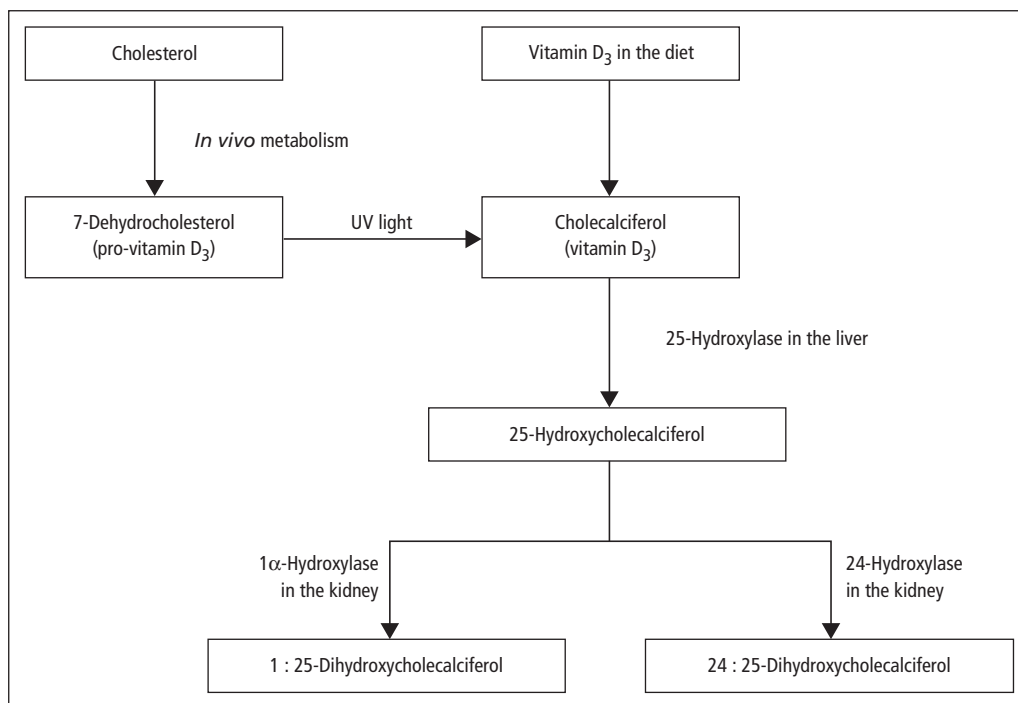 Cholesterol
Vitamin D3 in the diet
In vivo metabolism
7-Dehydrocholesterol
(pro-vitamin D3)
UV light
Cholecalciferol
(vitamin D3)
25-Hydroxylase in the liver
25-Hydroxycholecalciferol
1α-Hydroxylase
in the kidney
24-Hydroxylase
in the kidney
1 : 25-Dihydroxycholecalciferol
24 : 25-Dihydroxycholecalciferol